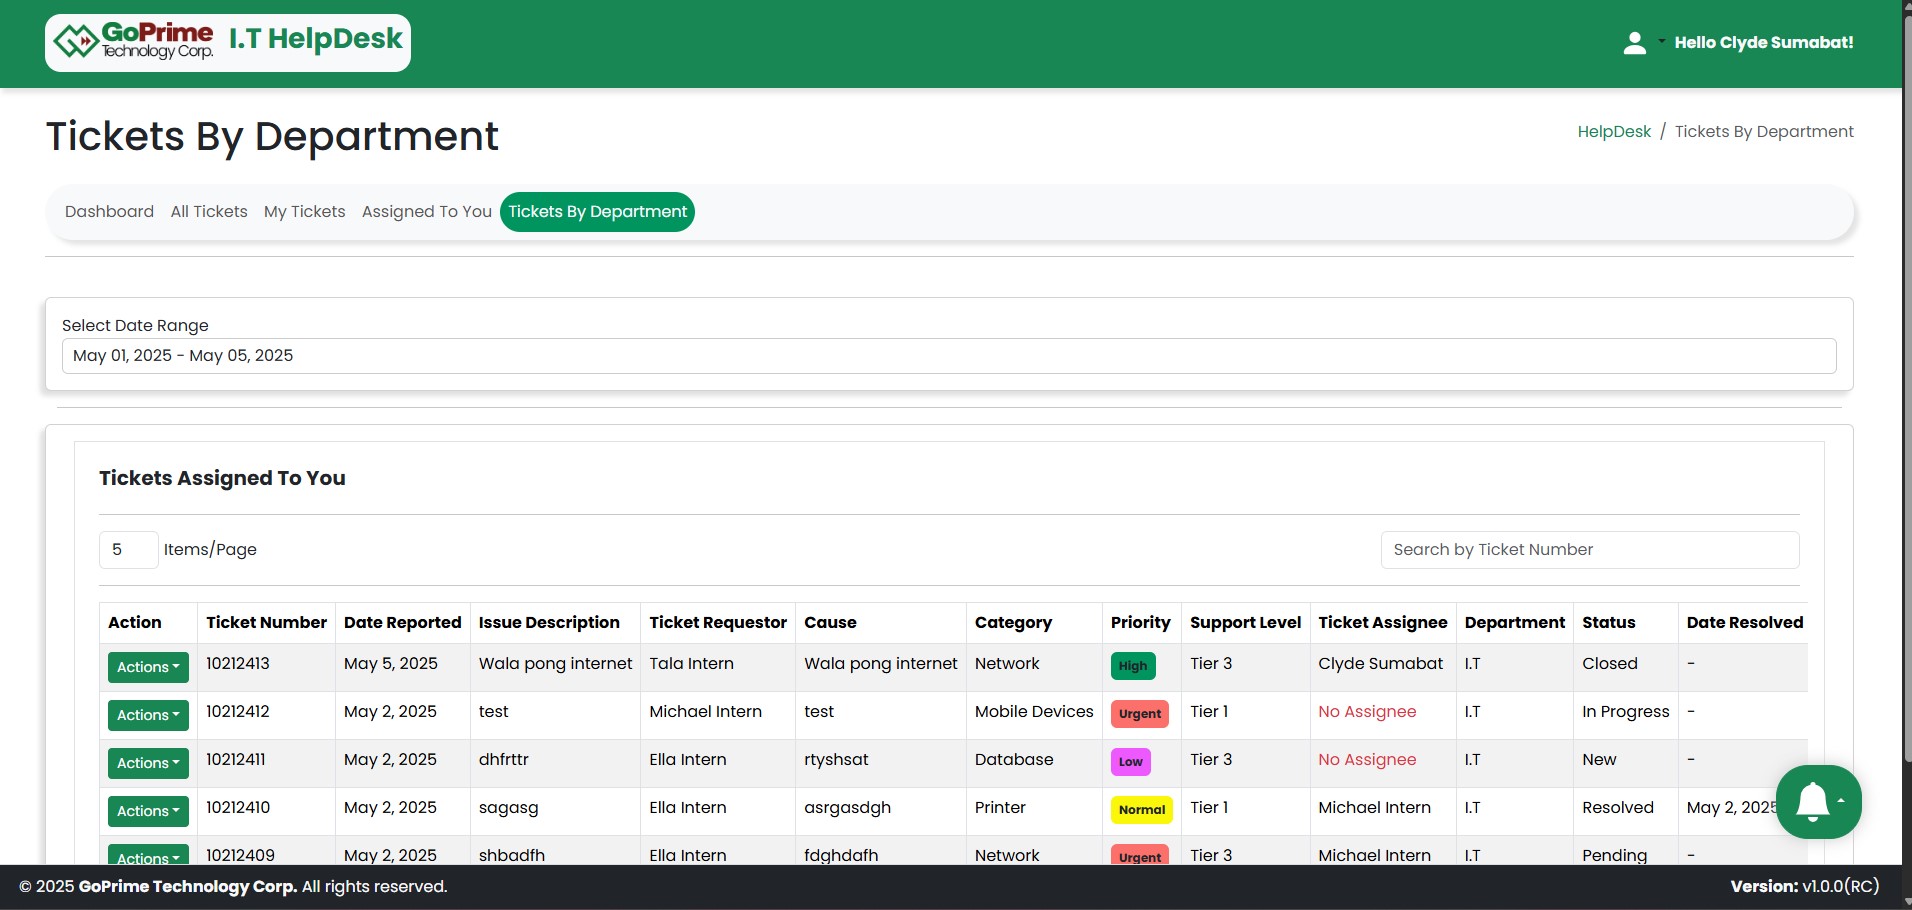 GoPrime
Technology Corp.
I.T HelpDesk
Hello Clyde Sumabat!
Tickets By Department
HelpDesk / Tickets By Department
Dashboard All Tickets My Tickets Assigned To You Tickets By Department
Select Date Range
May 01, 2025 - May 05, 2025
Tickets Assigned To You
5 Items/Page
Search by Ticket Number
Action Ticket Number Date Reported Issue Description Ticket Requestor Cause Category Priority Support Level Ticket Assignee Department Status Date Resolved
Actions 10212413 May 5, 2025 Wala pong internet Tala Intern Wala pong internet Network High Tier 3 Clyde Sumabat I.T Closed -
Actions 10212412 May 2, 2025 test Michael Intern test Mobile Devices Urgent Tier 1 No Assignee I.T In Progress -
Actions 10212411 May 2, 2025 dhfrttr Ella Intern rtyshsat Database Low Tier 3 No Assignee I.T New -
Actions 10212410 May 2, 2025 sagasg Ella Intern asrgasdgh Printer Normal Tier 1 Michael Intern I.T Resolved May 2, 2025
Actions 10212409 May 2, 2025 shbadfh Ella Intern fdghdafh Network Urgent Tier 3 Michael Intern I.T Pending -
© 2025 GoPrime Technology Corp. All rights reserved.
Version: v1.0.0(RC)